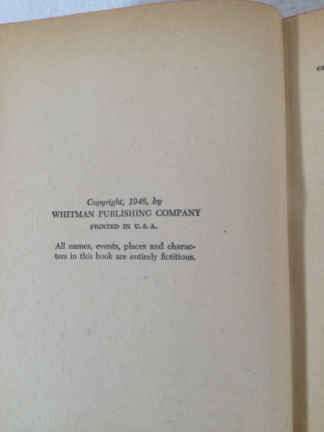 Copyright, 1946, by
WHITMAN PUBLISHING COMPANY
PRINTED IN U. S. A.
All names, events, places and charac-
ters in this book are entirely fictitious.